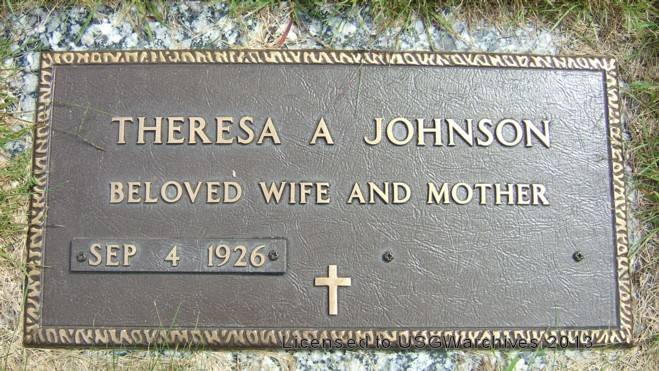 THERESA A JOHNSON
BELOVED WIFE AND MOTHER
SEP 4 1926
Licensed to USGWarchives, 2013